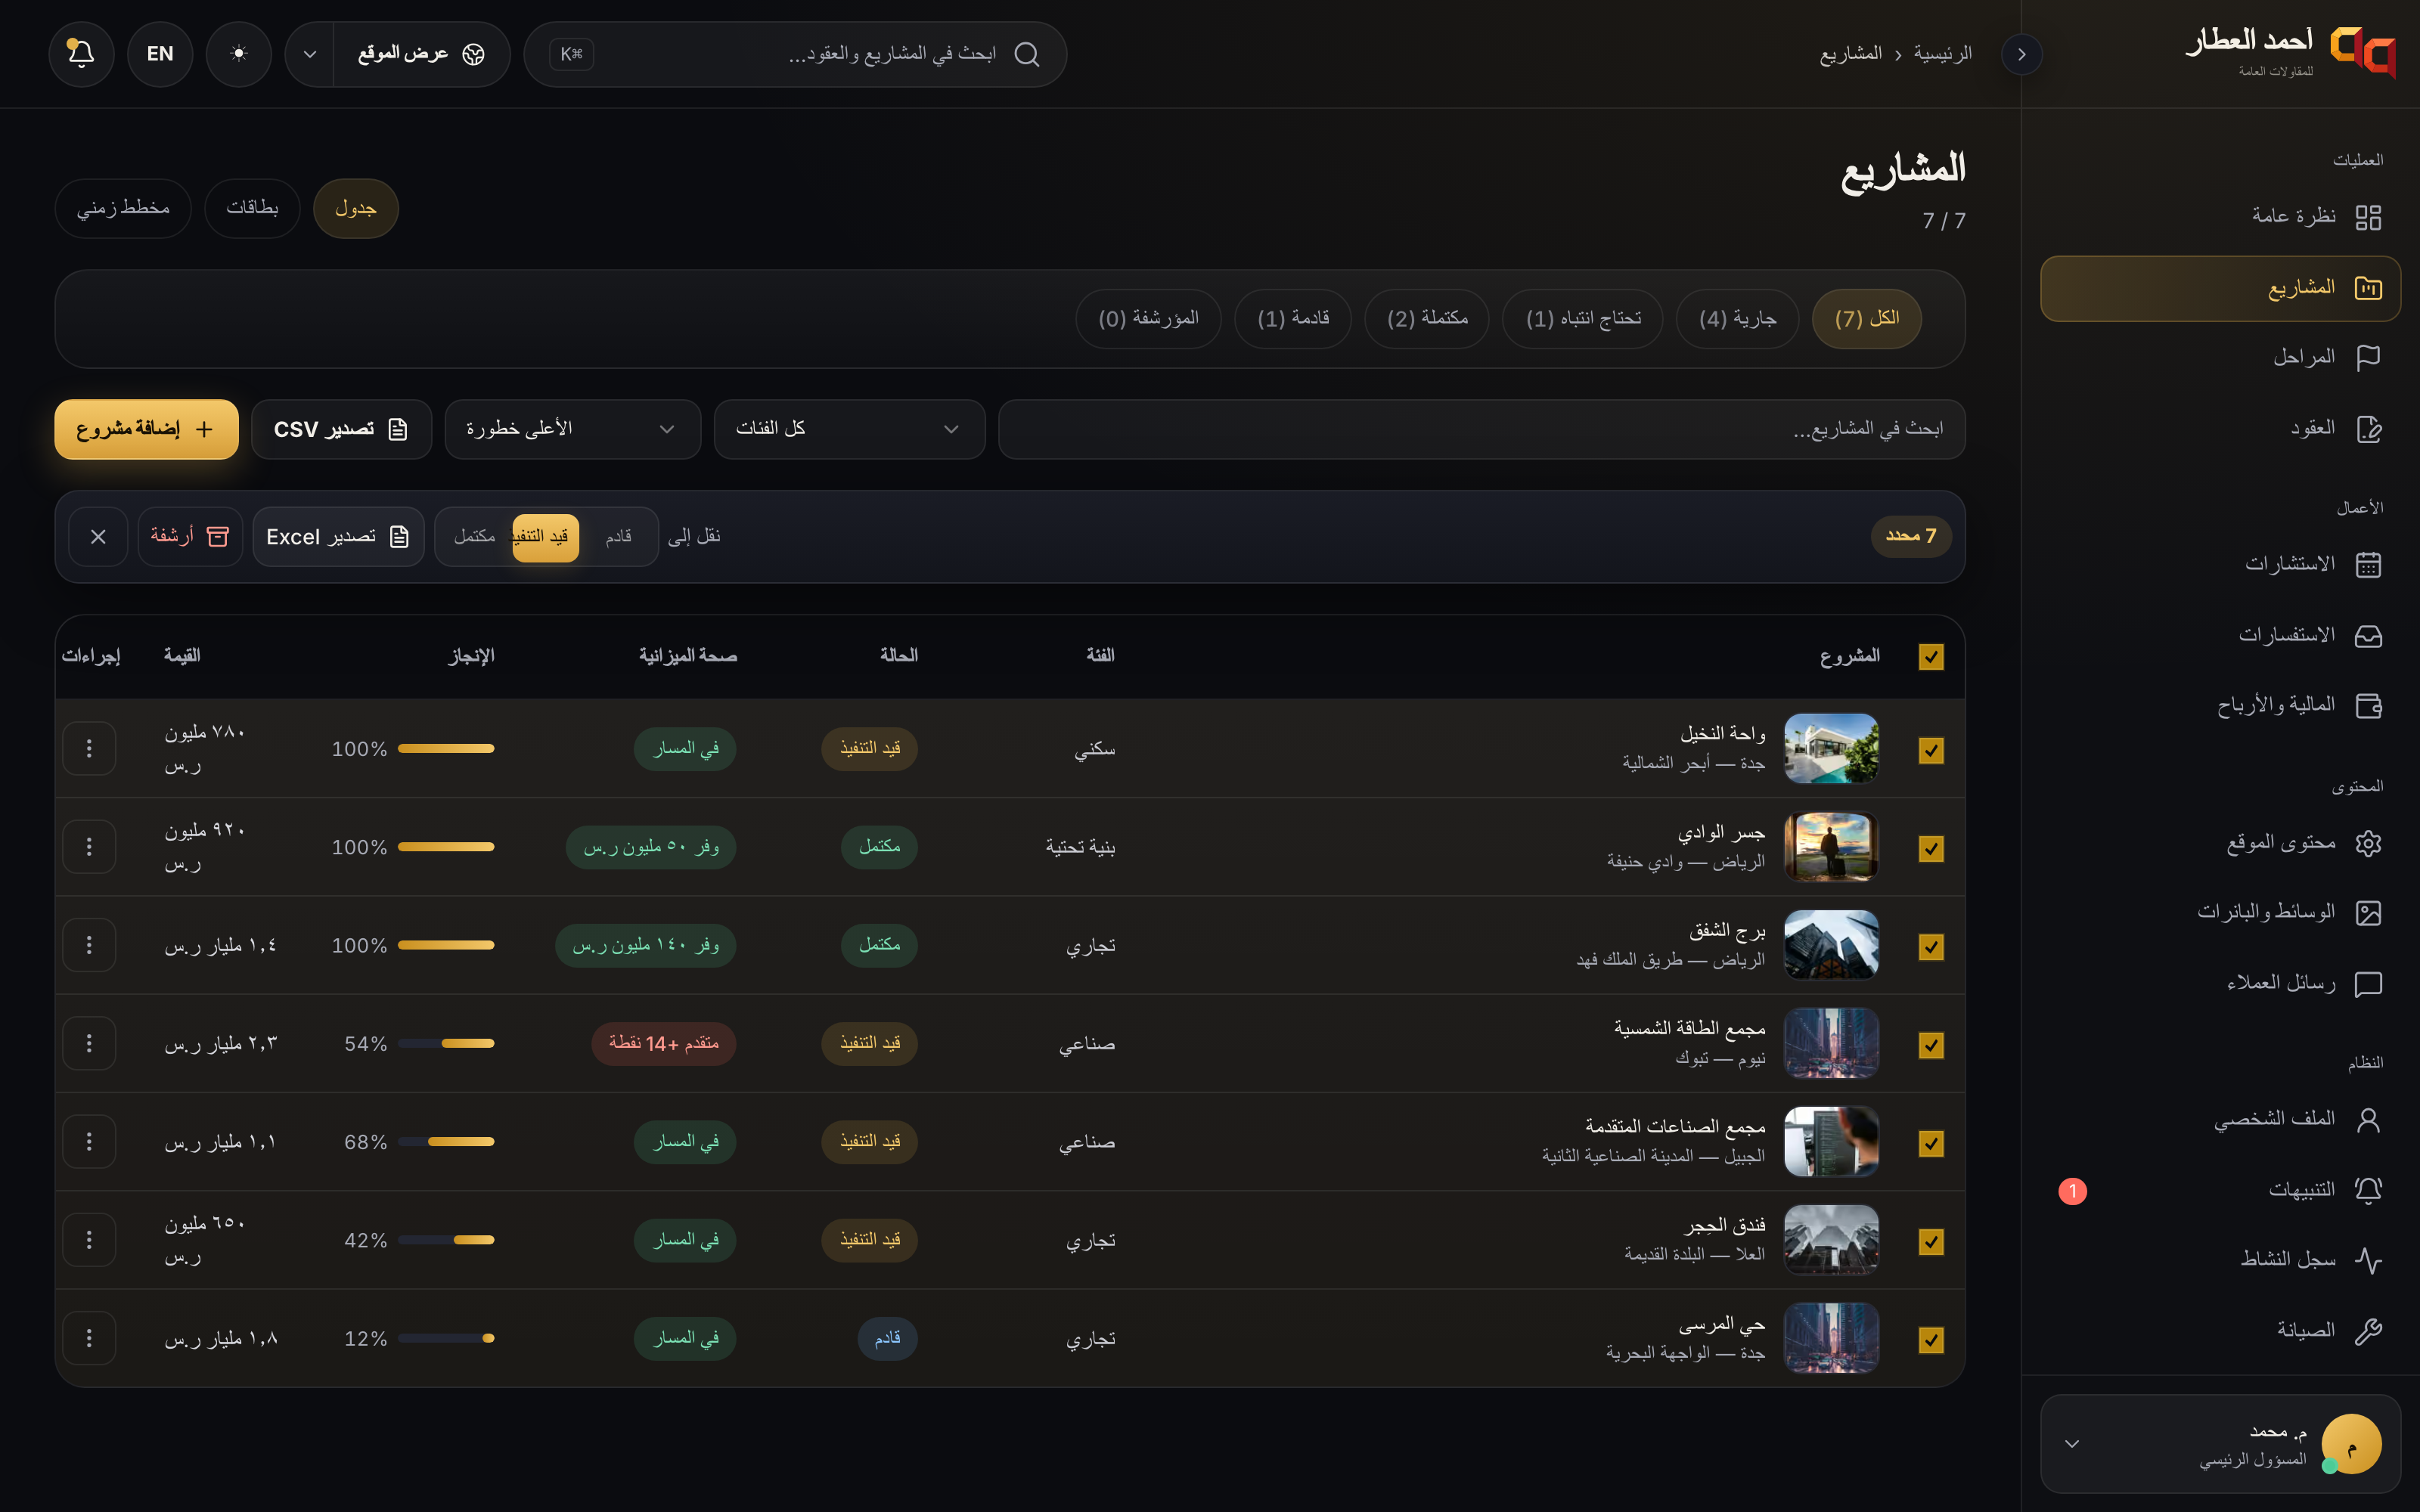 أحمد العطار
للمقاولات العامة
الرئيسية ‹ المشاريع
ابحث في المشاريع والعقود...
⌘K
عرض الموقع
EN
العمليات
نظرة عامة
المشاريع
المراحل
العقود
الأعمال
الاستشارات
الاستفسارات
المالية والأرباح
المحتوى
محتوى الموقع
الوسائط والبانرات
رسائل العملاء
النظام
الملف الشخصي
التنبيهات 1
سجل النشاط
الصيانة
م
م. محمد
المسؤول الرئيسي
المشاريع
7 / 7
جدول
بطاقات
مخطط زمني
الكل (7)
جارية (4)
تحتاج انتباه (1)
مكتملة (2)
قادمة (1)
المؤرشفة (0)
ابحث في المشاريع...
كل الفئات
الأعلى خطورة
تصدير CSV
إضافة مشروع
7 محدد
نقل إلى
قادم
قيد التنفيذ
مكتمل
تصدير Excel
أرشفة
المشروع الفئة الحالة صحة الميزانية الإنجاز القيمة إجراءات
واحة النخيل
جدة — أبحر الشمالية
سكني
قيد التنفيذ
في المسار
100%
٧٨٠ مليون
ر.س
جسر الوادي
الرياض — وادي حنيفة
بنية تحتية
مكتمل
وفر ٥٠ مليون ر.س
100%
٩٢٠ مليون
ر.س
برج الشفق
الرياض — طريق الملك فهد
تجاري
مكتمل
وفر ١٤٠ مليون ر.س
100%
١,٤ مليار ر.س
مجمع الطاقة الشمسية
نيوم — تبوك
صناعي
قيد التنفيذ
متقدم +14 نقطة
54%
٢,٣ مليار ر.س
مجمع الصناعات المتقدمة
الجبيل — المدينة الصناعية الثانية
صناعي
قيد التنفيذ
في المسار
68%
١,١ مليار ر.س
فندق الحِجر
العلا — البلدة القديمة
تجاري
قيد التنفيذ
في المسار
42%
٦٥٠ مليون
ر.س
حي المرسى
جدة — الواجهة البحرية
تجاري
قادم
في المسار
12%
١,٨ مليار ر.س